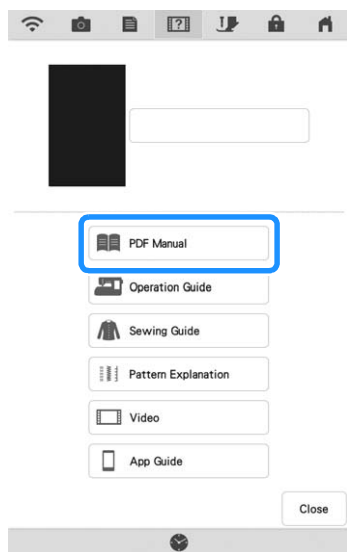 ?
PDF Manual
Operation Guide
Sewing Guide
Pattern Explanation
Video
App Guide
Close